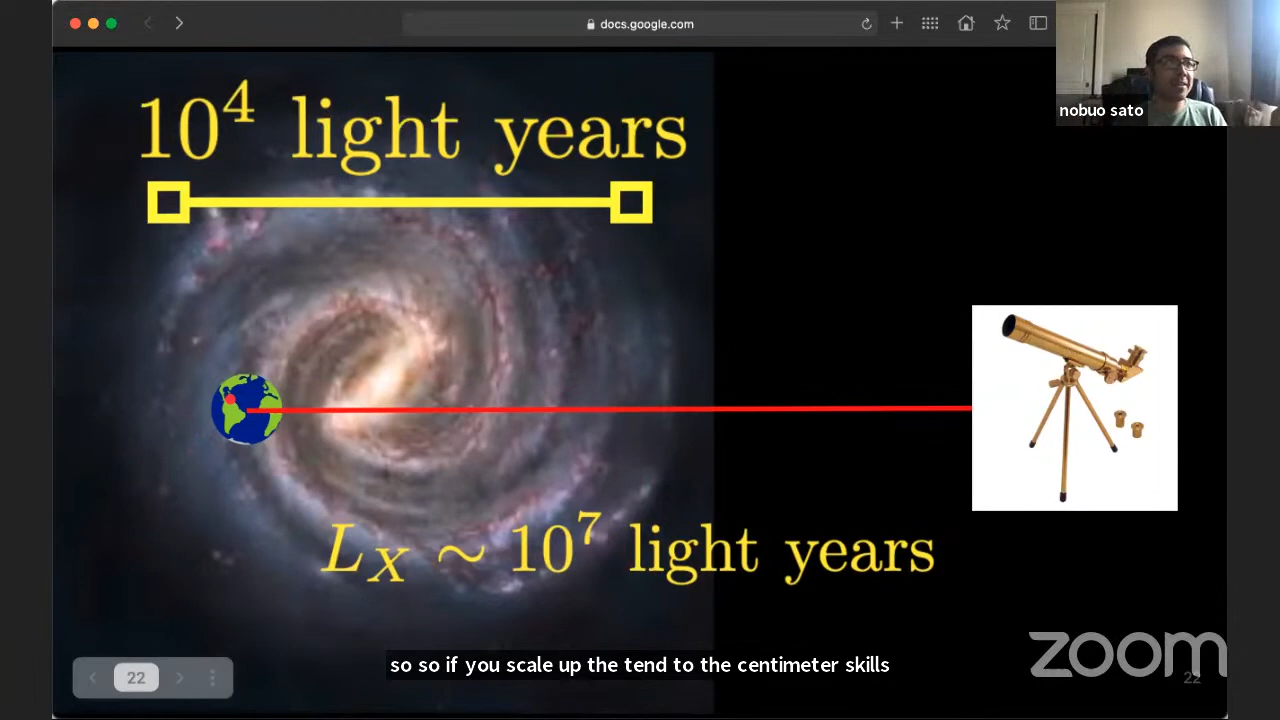 docs.google.com
nobuo sato
10⁴ light years
L_X ∼ 10⁷ light years
so so if you scale up the tend to the centimeter skills
zoom
22
22